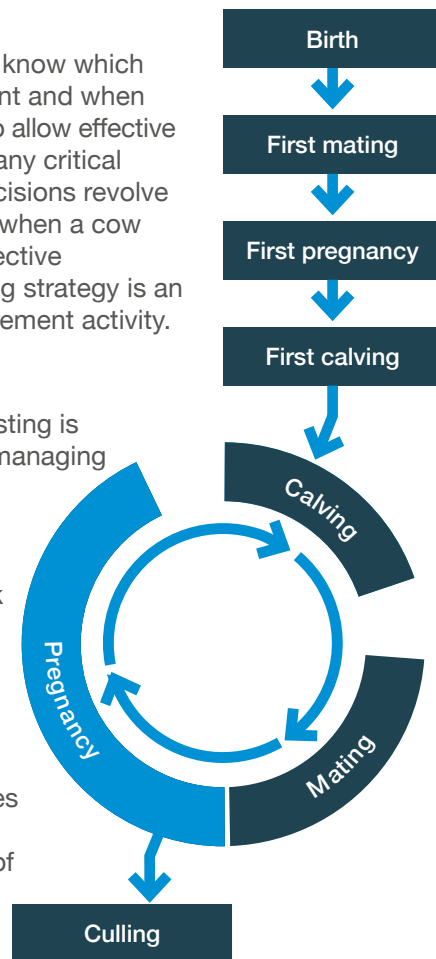 know which
nt and when
o allow effective
any critical
cisions revolve
when a cow
ective
g strategy is an
ement activity.
sting is
managing
k
es
of
Birth
First mating
First pregnancy
First calving
Calving
Mating
Pregnancy
Culling